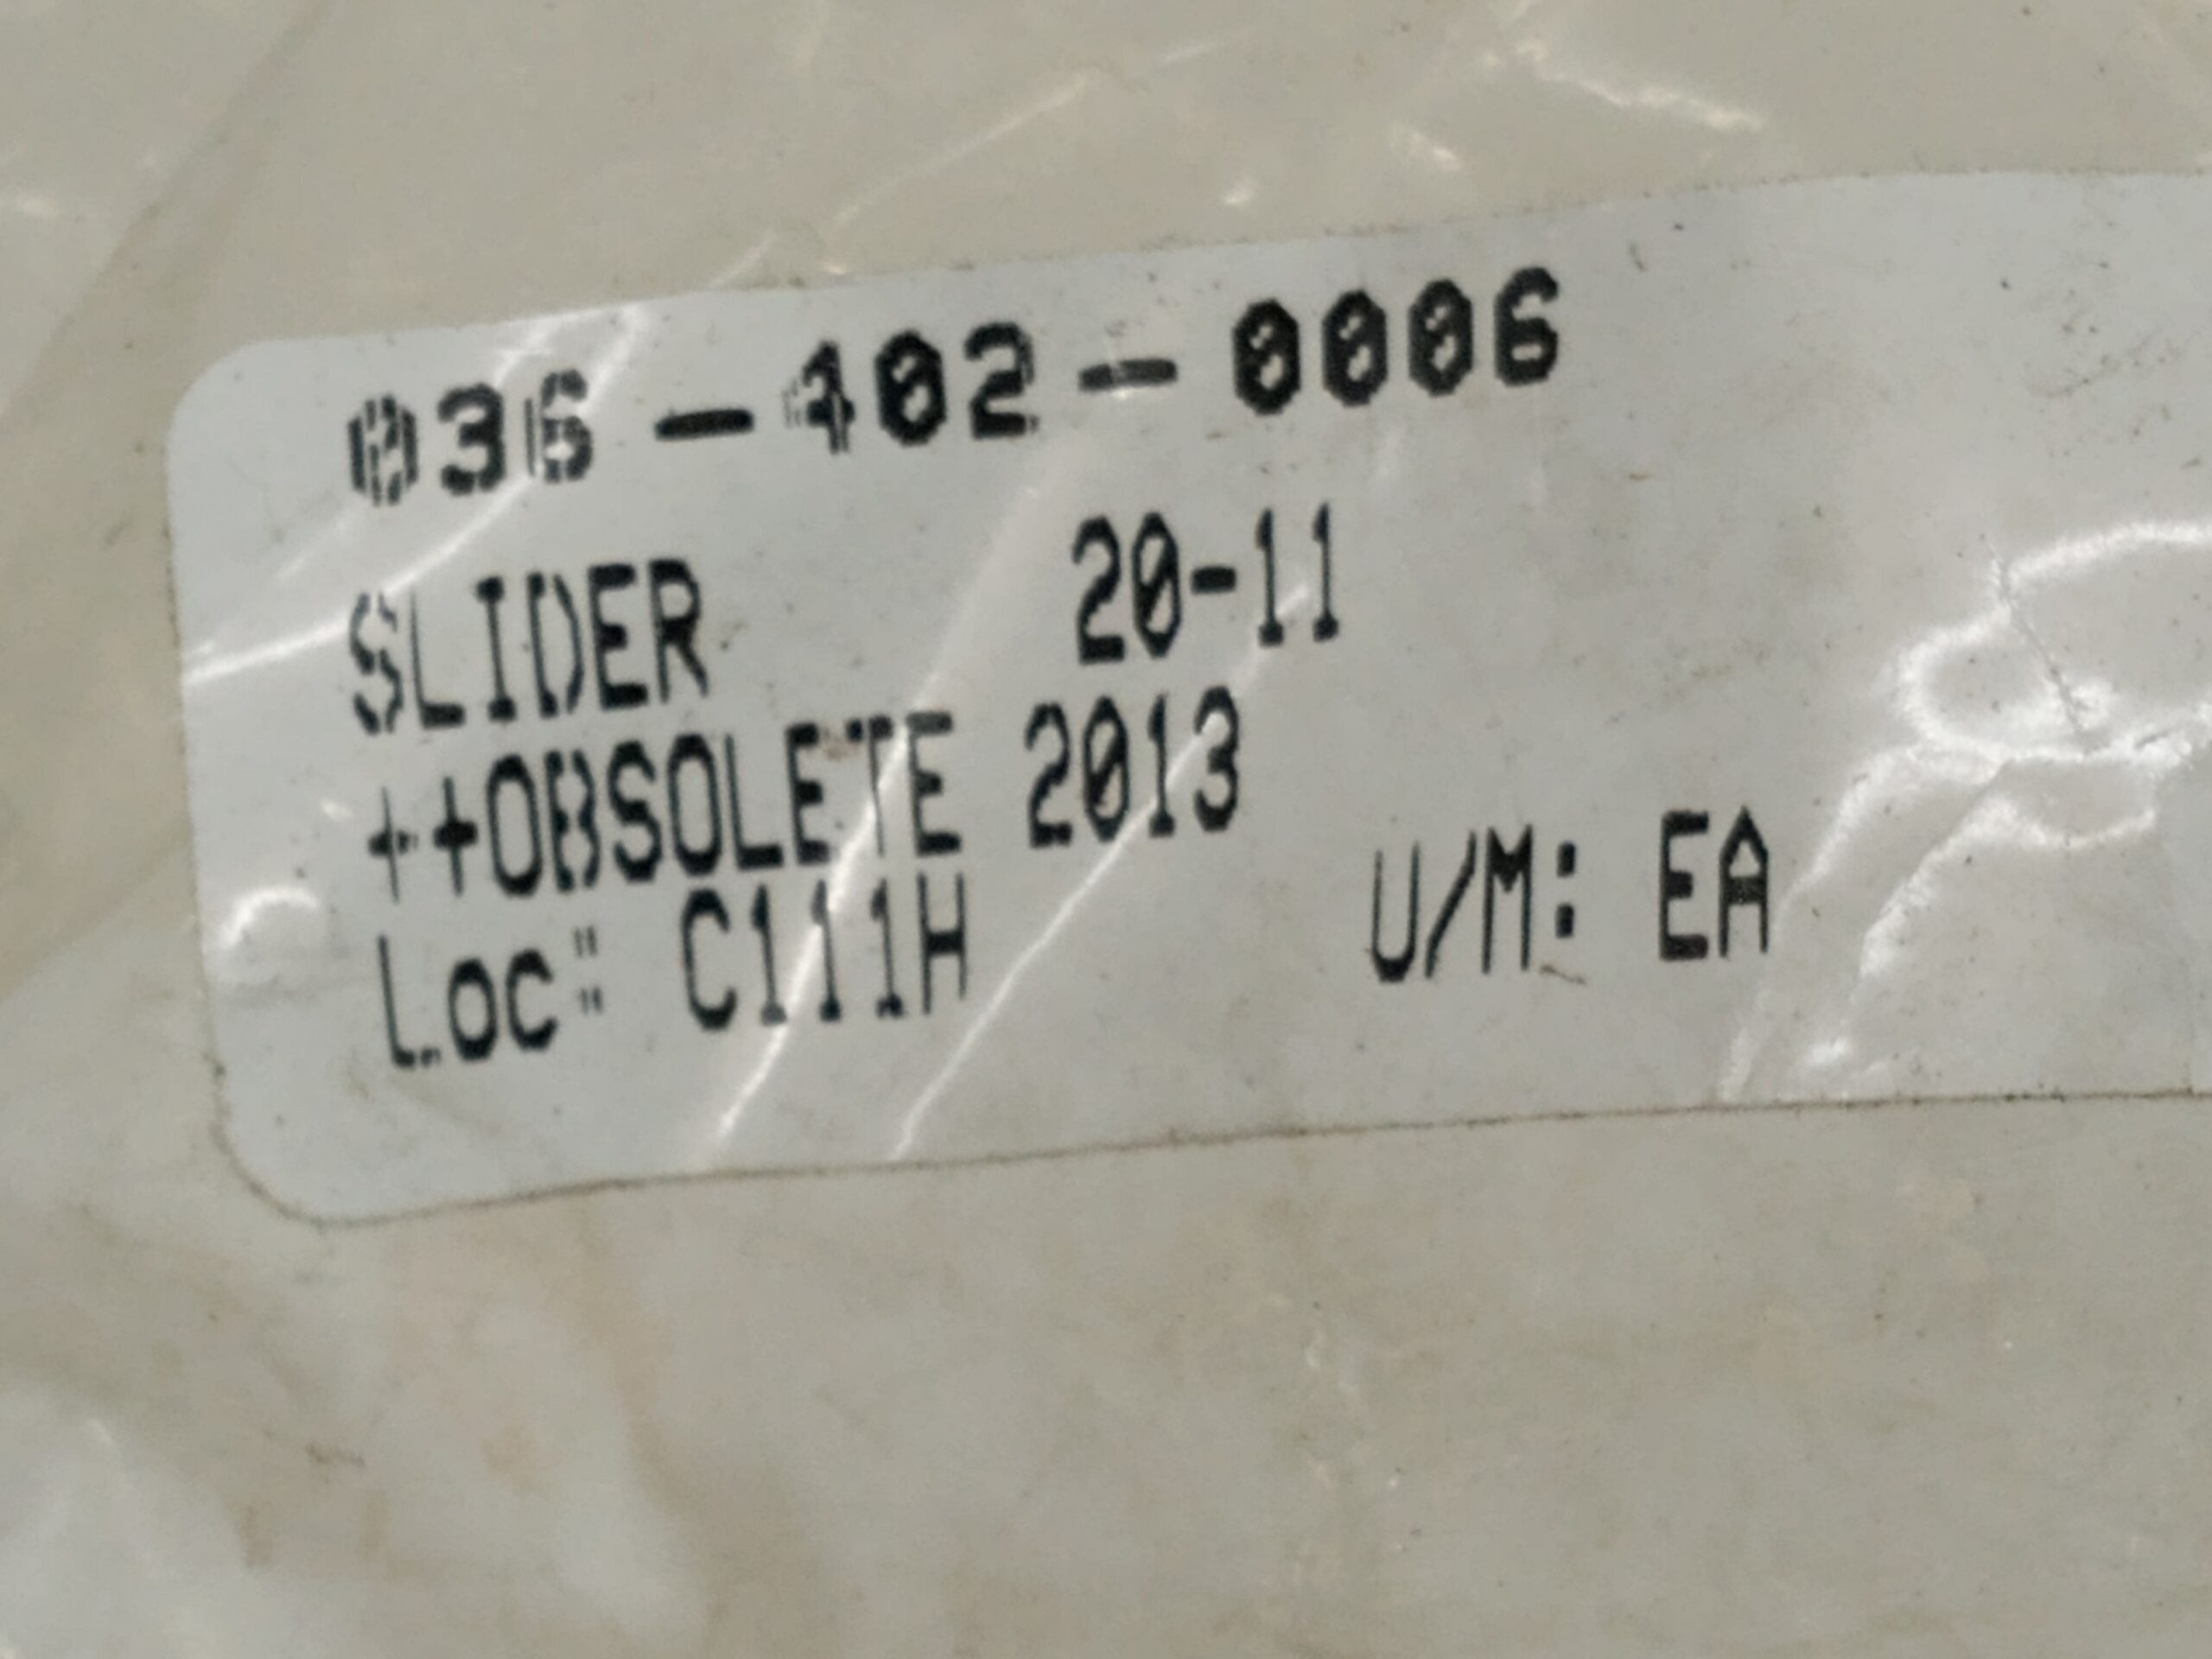 036-402-0006
SLIDER 20-11
++OBSOLETE 2013
Loc: C111H U/M: EA